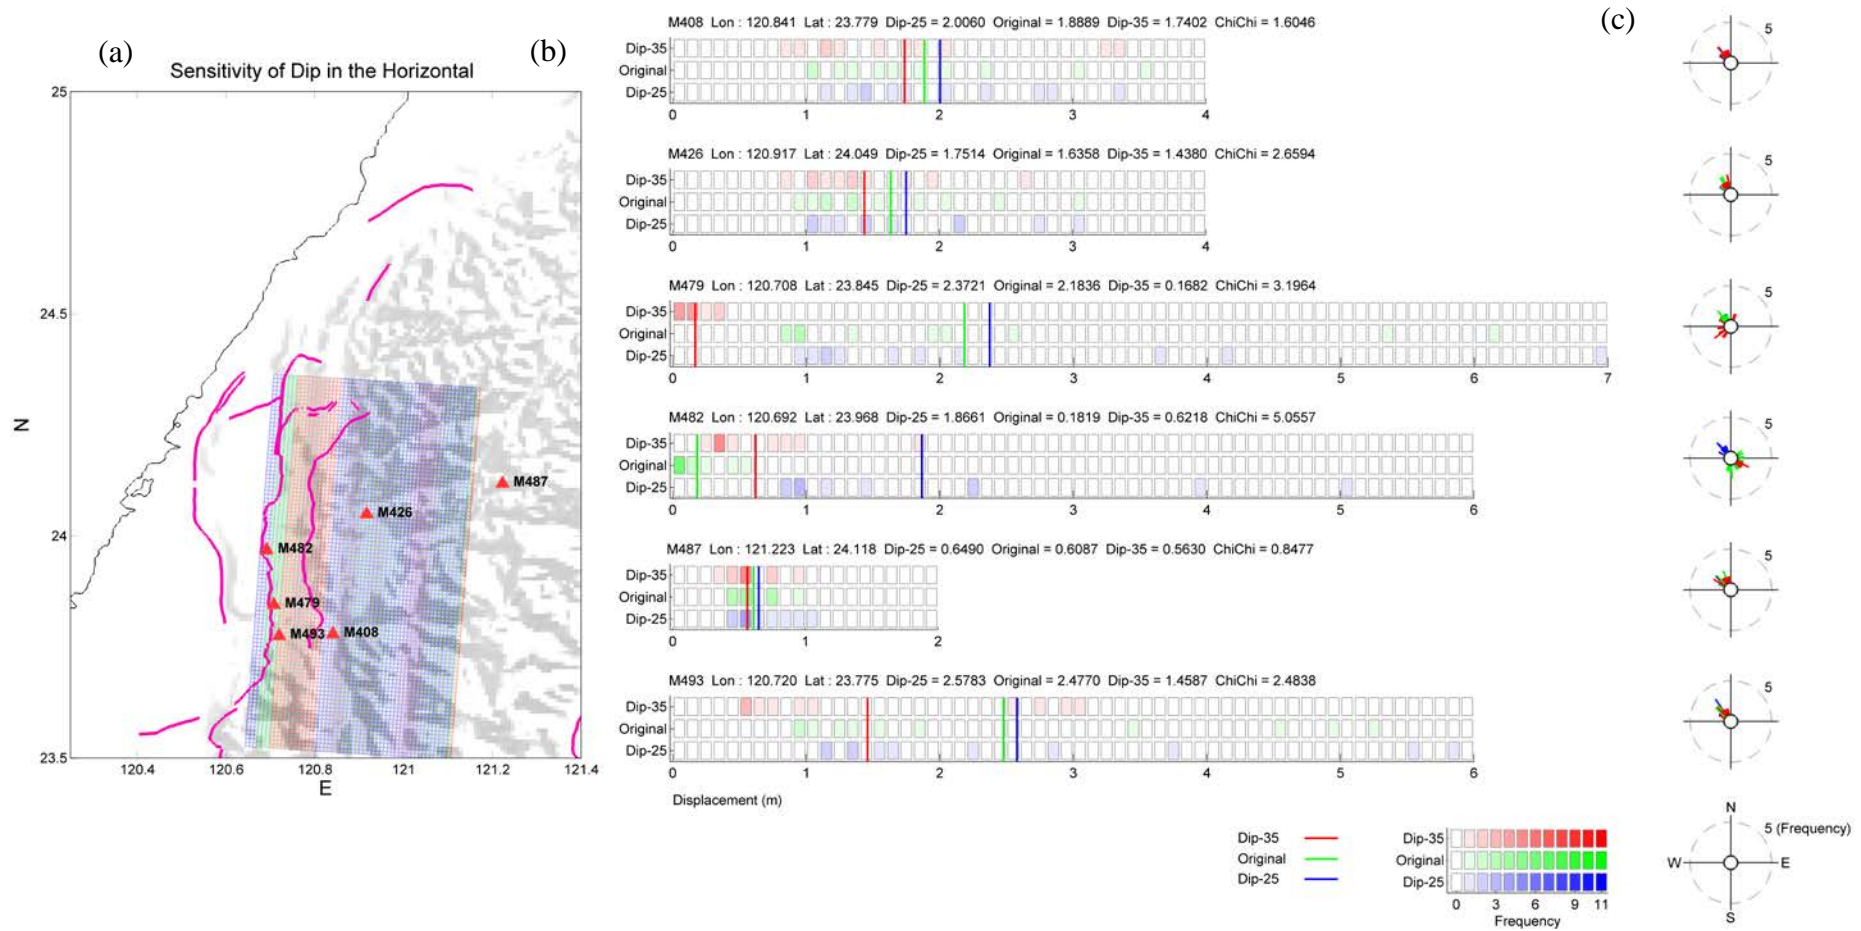 (a)
Sensitivity of Dip in the Horizontal
25
24.5
24
23.5
N
120.4 120.6 120.8 121 121.2 121.4
E
M487
M426
M482
M479
M493
M408
(b)
M408 Lon : 120.841 Lat : 23.779 Dip-25 = 2.0060 Original = 1.8889 Dip-35 = 1.7402 ChiChi = 1.6046
Dip-35
Original
Dip-25
0 1 2 3 4
M426 Lon : 120.917 Lat : 24.049 Dip-25 = 1.7514 Original = 1.6358 Dip-35 = 1.4380 ChiChi = 2.6594
Dip-35
Original
Dip-25
0 1 2 3 4
M479 Lon : 120.708 Lat : 23.845 Dip-25 = 2.3721 Original = 2.1836 Dip-35 = 0.1682 ChiChi = 3.1964
Dip-35
Original
Dip-25
0 1 2 3 4 5 6 7
M482 Lon : 120.692 Lat : 23.968 Dip-25 = 1.8661 Original = 0.1819 Dip-35 = 0.6218 ChiChi = 5.0557
Dip-35
Original
Dip-25
0 1 2 3 4 5 6
M487 Lon : 121.223 Lat : 24.118 Dip-25 = 0.6490 Original = 0.6087 Dip-35 = 0.5630 ChiChi = 0.8477
Dip-35
Original
Dip-25
0 1 2
M493 Lon : 120.720 Lat : 23.775 Dip-25 = 2.5783 Original = 2.4770 Dip-35 = 1.4587 ChiChi = 2.4838
Dip-35
Original
Dip-25
0 1 2 3 4 5 6
Displacement (m)
Dip-35
Original
Dip-25
Dip-35
Original
Dip-25
0 3 6 9 11
Frequency
(c)
5
5
5
5
5
5
N
5 (Frequency)
W E
S